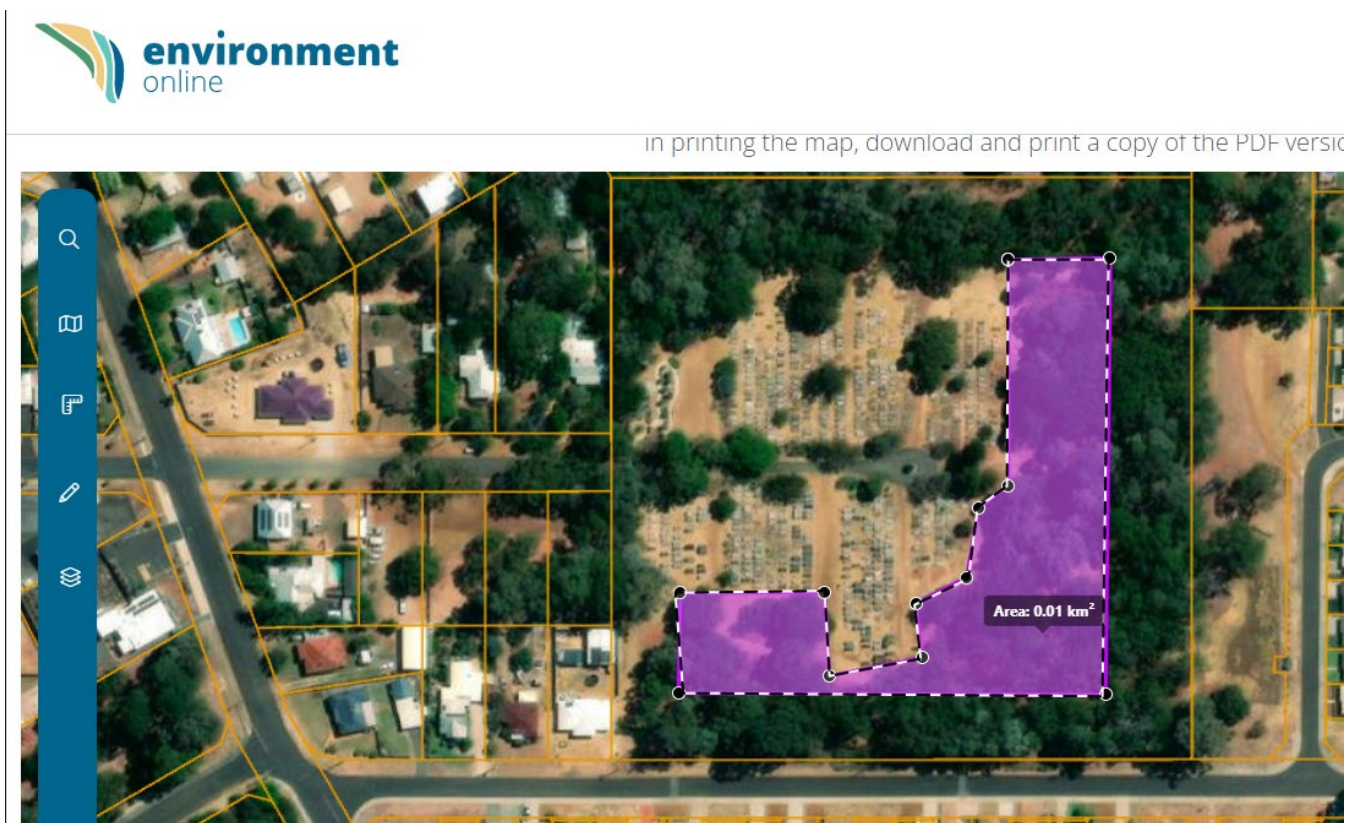 environment
online
in printing the map, download and print a copy of the PDF versio
Area: 0.01 km²